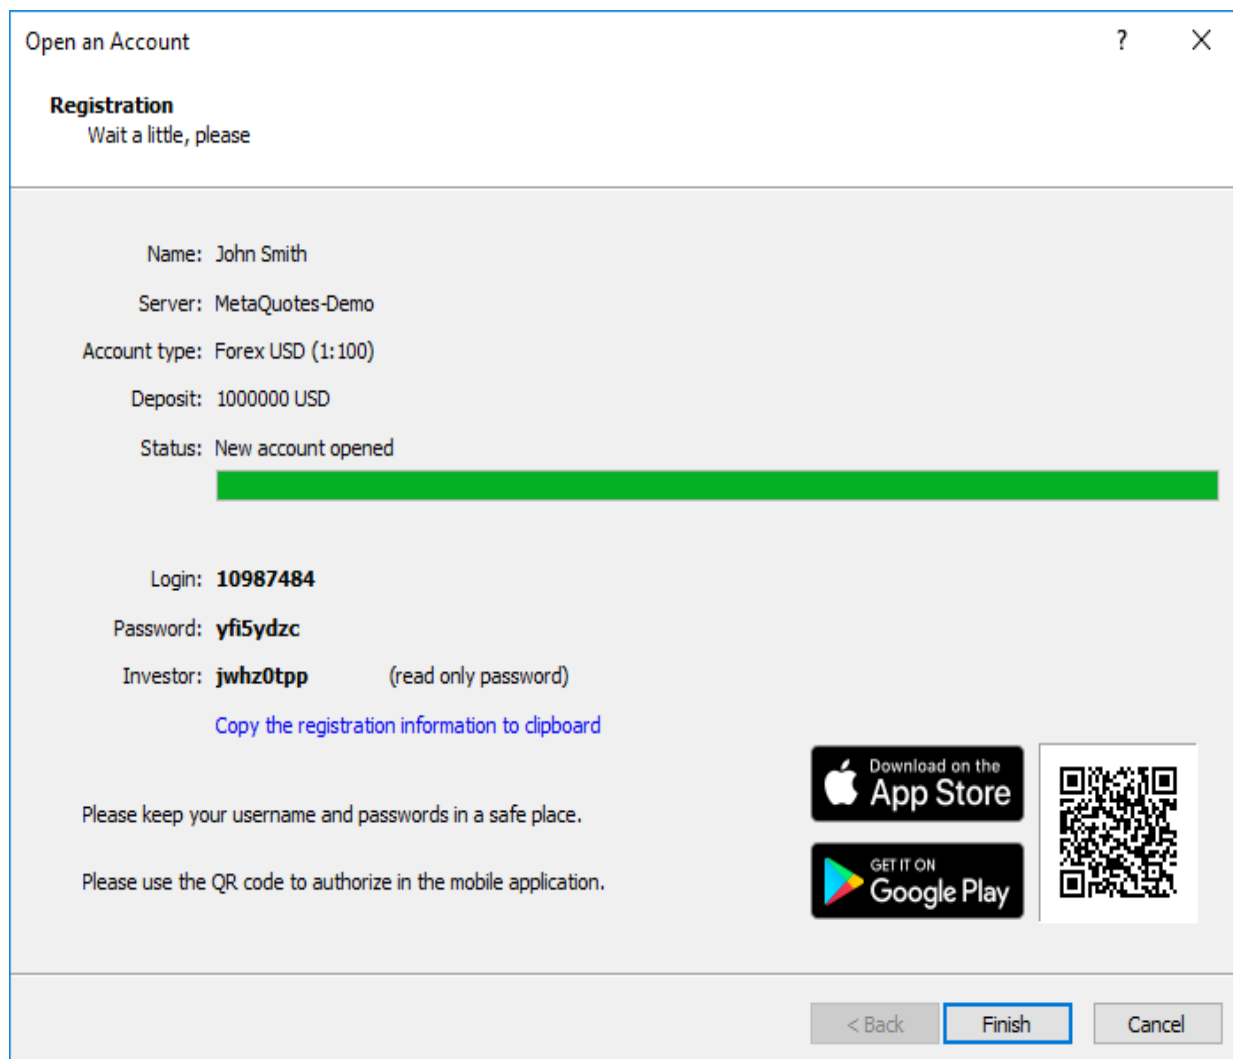 Open an Account
?
Registration
Wait a little, please
Name: John Smith
Server: MetaQuotes-Demo
Account type: Forex USD (1:100)
Deposit: 1000000 USD
Status: New account opened
Login: 10987484
Password: yfi5ydzc
Investor: jwhz0tpp (read only password)
Copy the registration information to clipboard
Download on the
App Store
Please keep your username and passwords in a safe place.
GET IT ON
Google Play
Please use the QR code to authorize in the mobile application.
< Back Finish Cancel